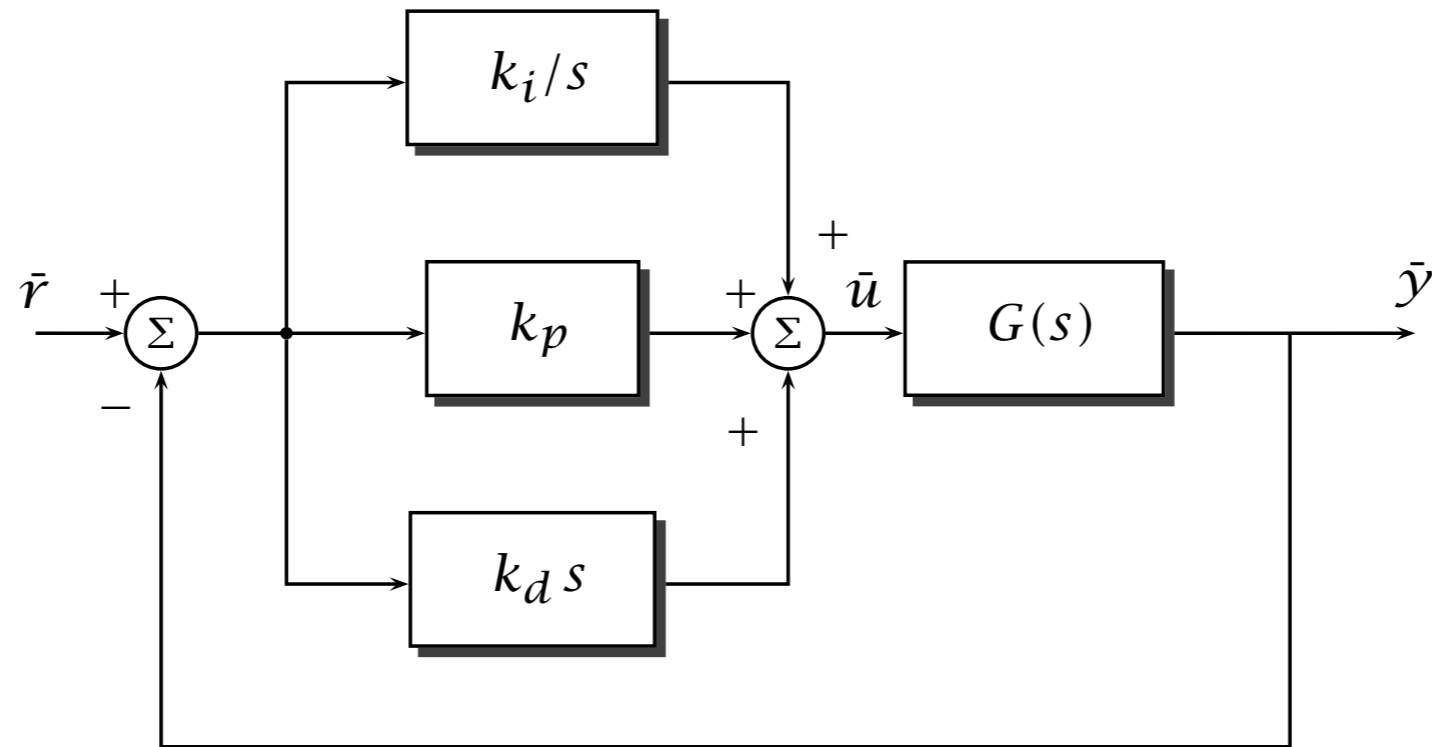 k_i/s
+
r̄ + Σ k_p + Σ ū G(s) ȳ
−
+
k_d s